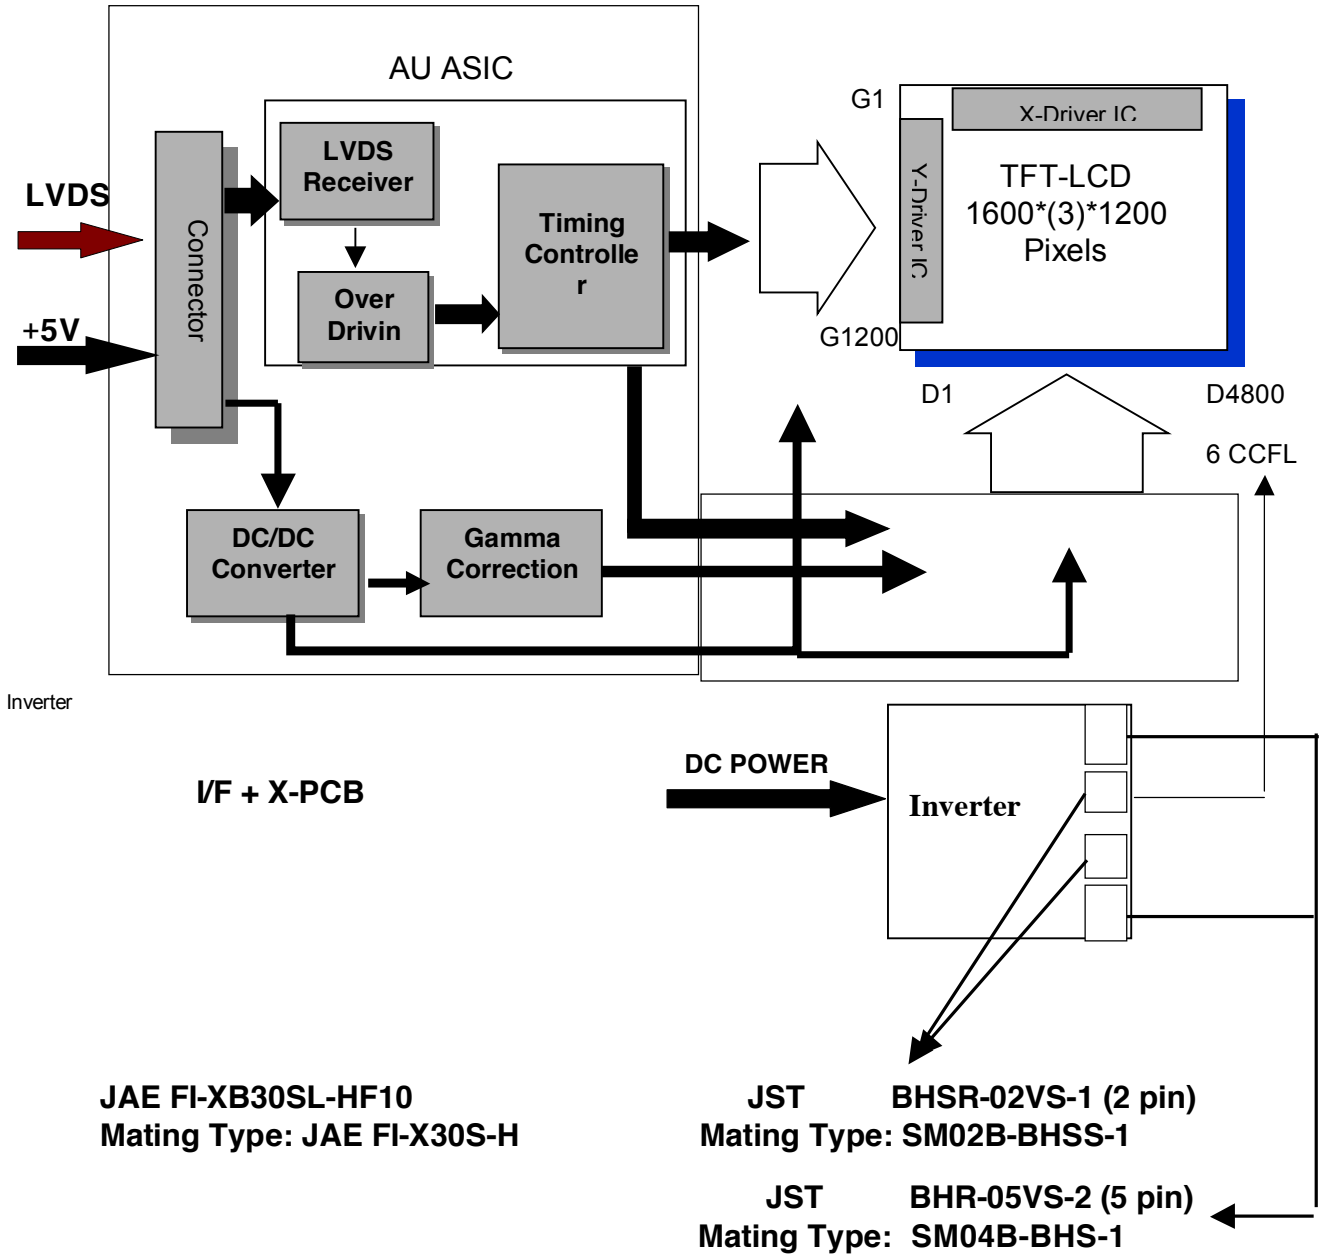 AU ASIC
G1
X-Driver IC
LVDS
Receiver
LVDS
Connector
Timing
Controlle
r
Y-Driver IC
TFT-LCD
1600*(3)*1200
Pixels
Over
Drivin
+5V
G1200
D1
D4800
6 CCFL
DC/DC
Converter
Gamma
Correction
Inverter
I/F + X-PCB
DC POWER
Inverter
JAE FI-XB30SL-HF10
Mating Type: JAE FI-X30S-H
JST BHSR-02VS-1 (2 pin)
Mating Type: SM02B-BHSS-1
JST BHR-05VS-2 (5 pin)
Mating Type: SM04B-BHS-1